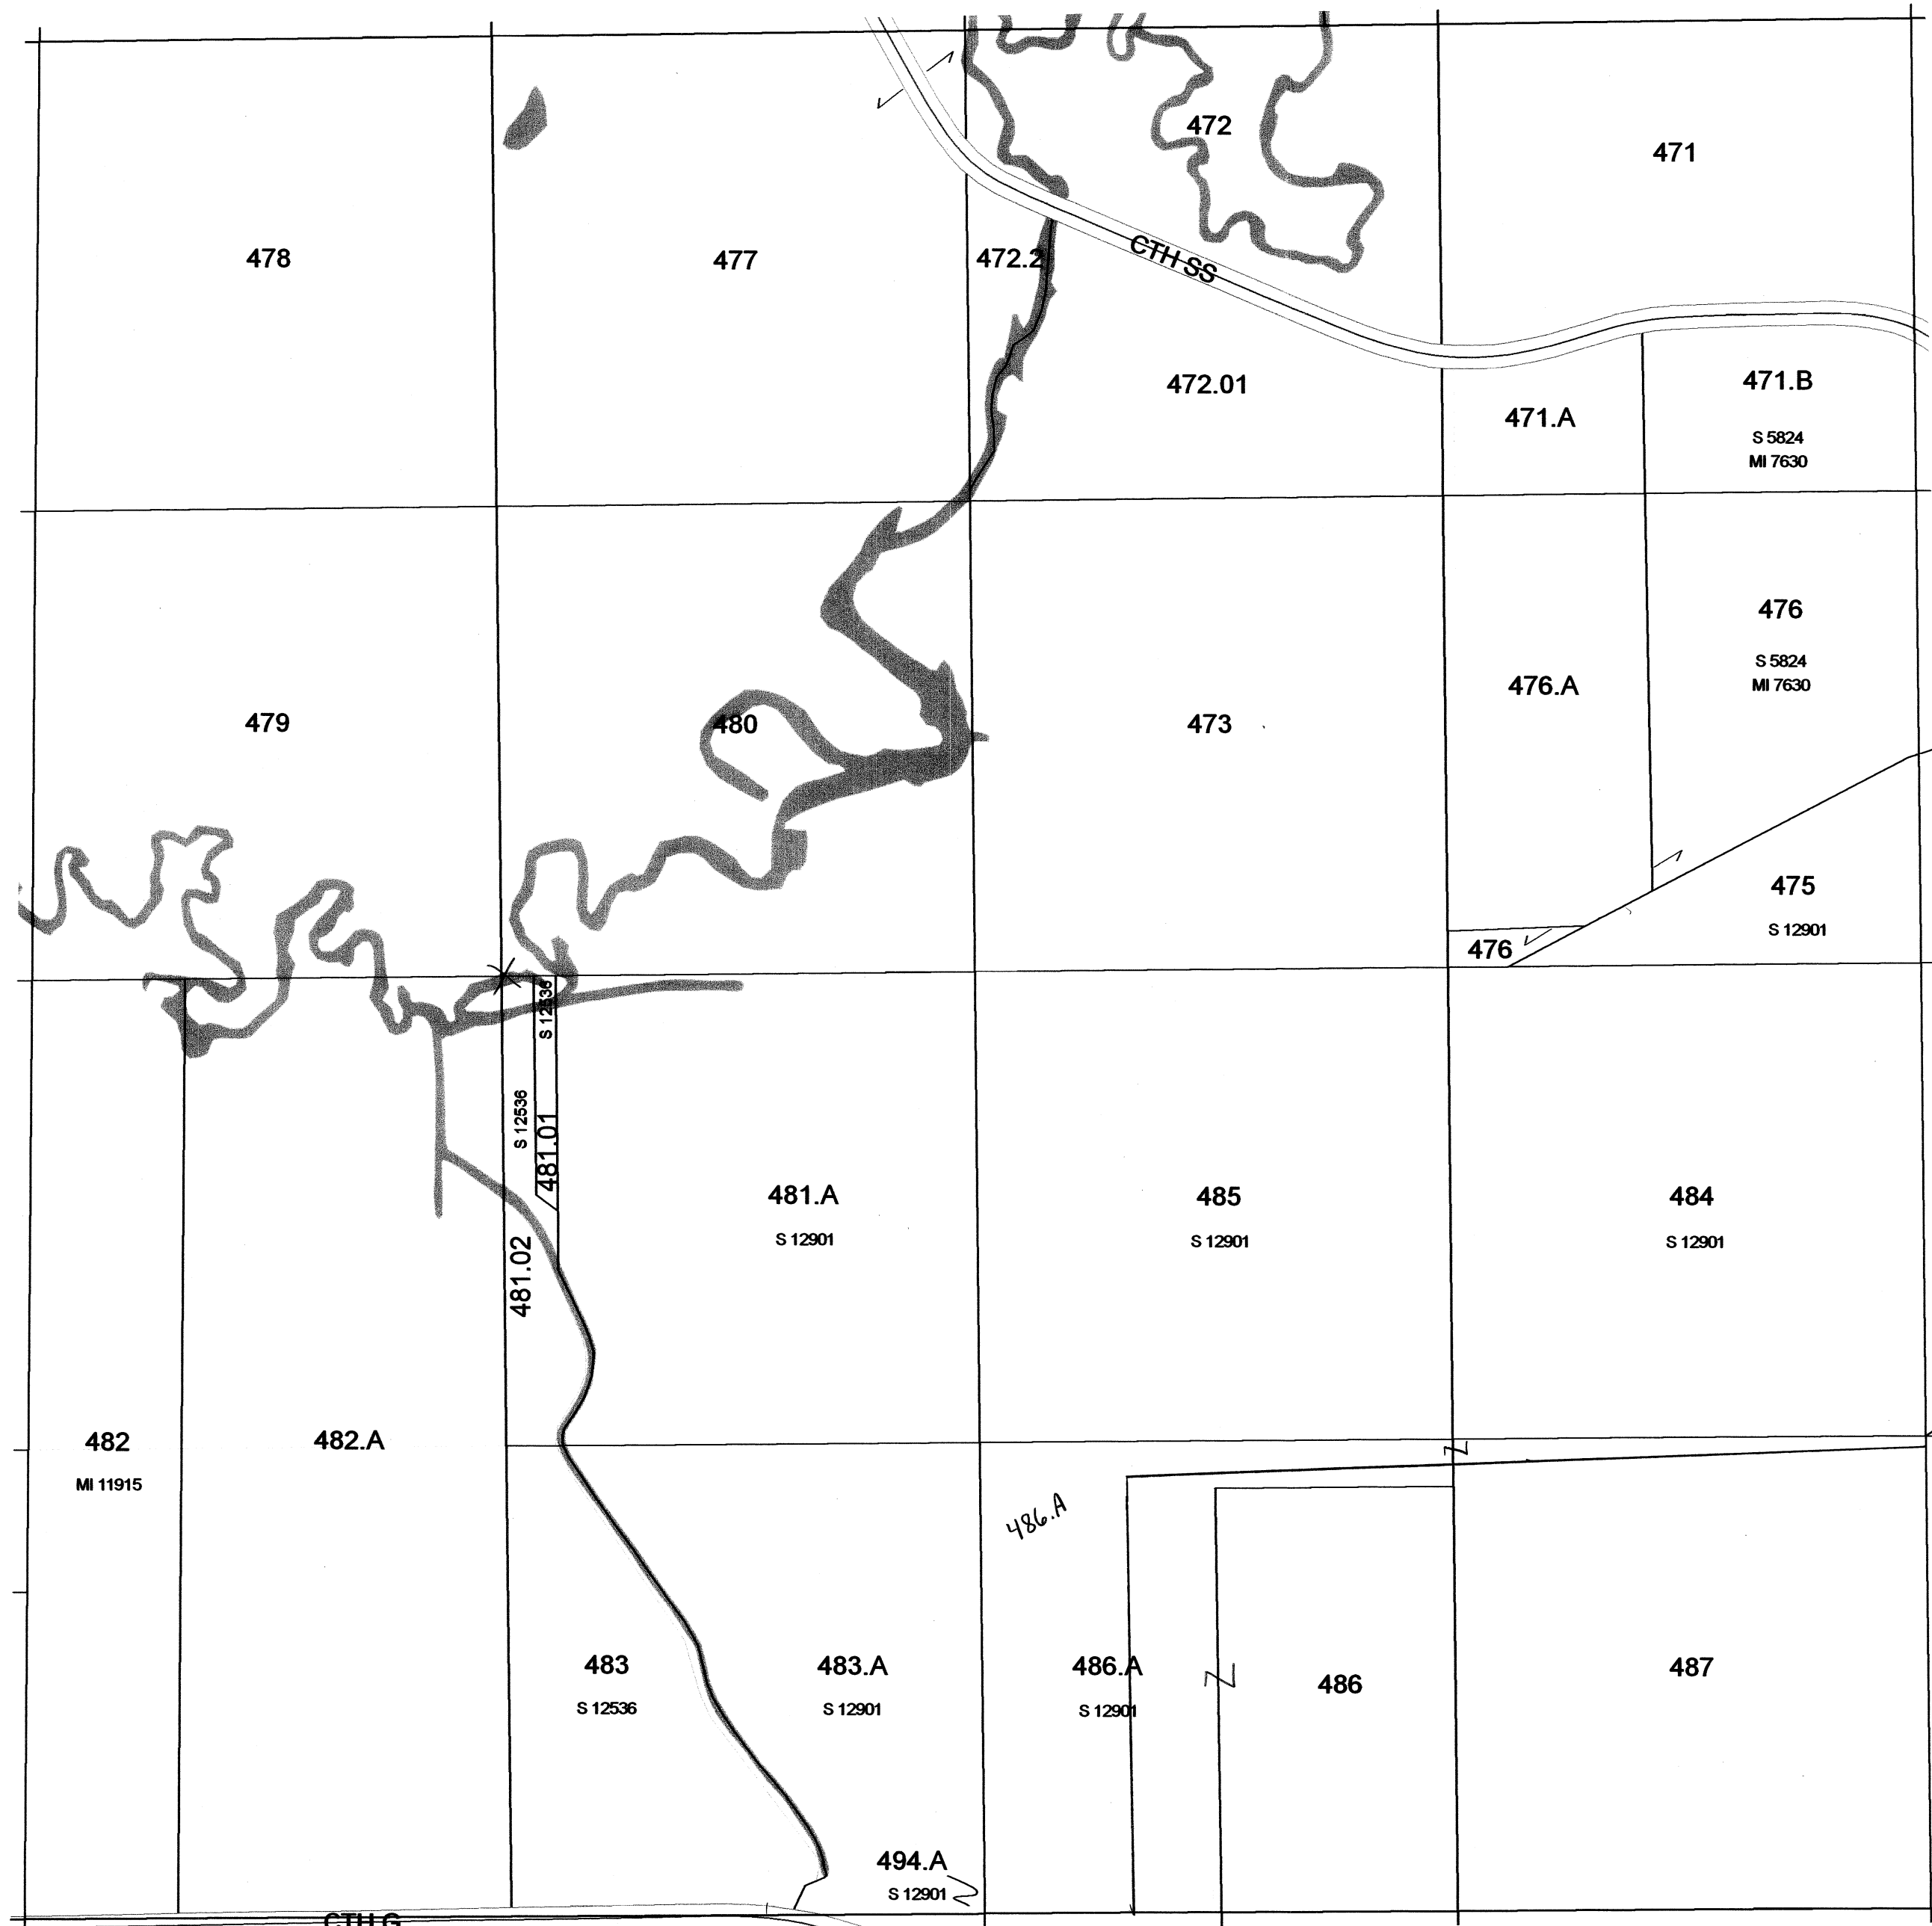 472
471
478
477
472.2
CTH SS
472.01
471.A
471.B
S 5824
MI 7630
476
S 5824
MI 7630
476.A
479
480
473
475
S 12901
476
S 12536
S 12536
481.01
481.02
481.A
S 12901
485
S 12901
484
S 12901
482
MI 11915
482.A
486.A
483
S 12536
483.A
S 12901
486.A
S 12901
486
487
494.A
S 12901
CTH G